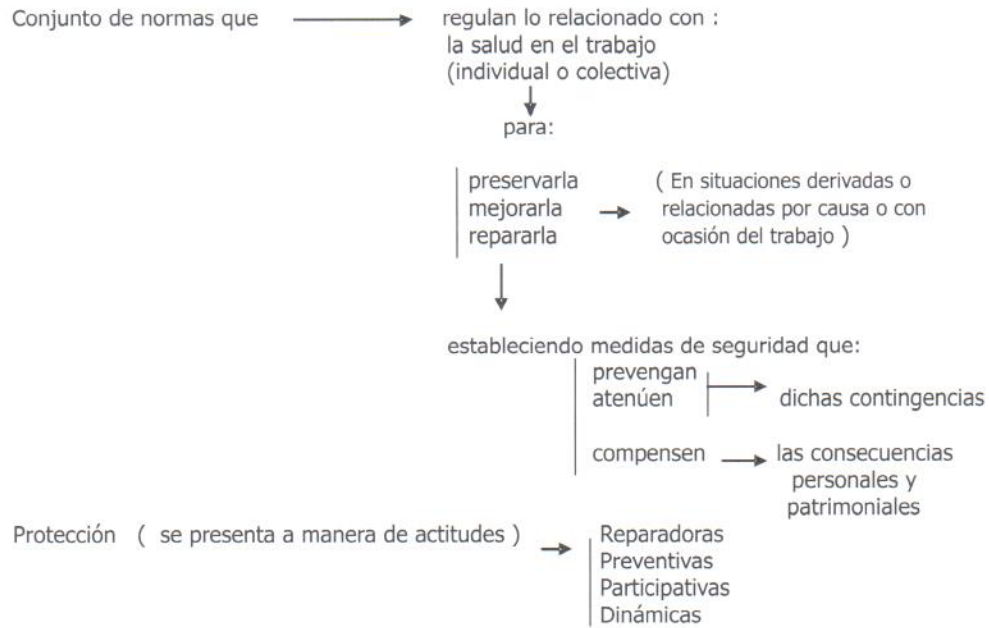 Conjunto de normas que regulan lo relacionado con :
la salud en el trabajo
(individual o colectiva)
para:
preservarla ( En situaciones derivadas o
mejorarla relacionadas por causa o con
repararla ocasión del trabajo )
estableciendo medidas de seguridad que:
prevengan
atenúen dichas contingencias
compensen las consecuencias
personales y
patrimoniales
Protección ( se presenta a manera de actitudes ) Reparadoras
Preventivas
Participativas
Dinámicas